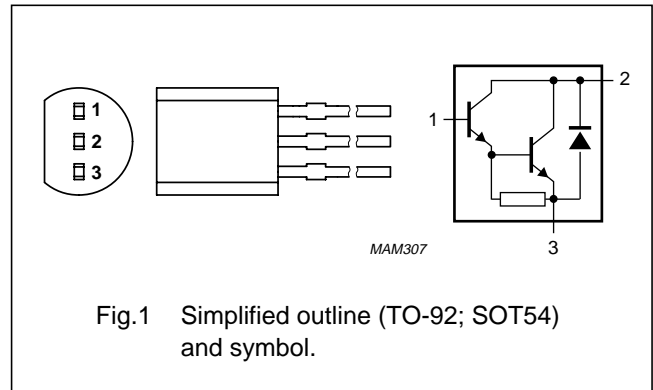 1
2
3
1
2
3
MAM307
Fig.1 Simplified outline (TO-92; SOT54)
and symbol.